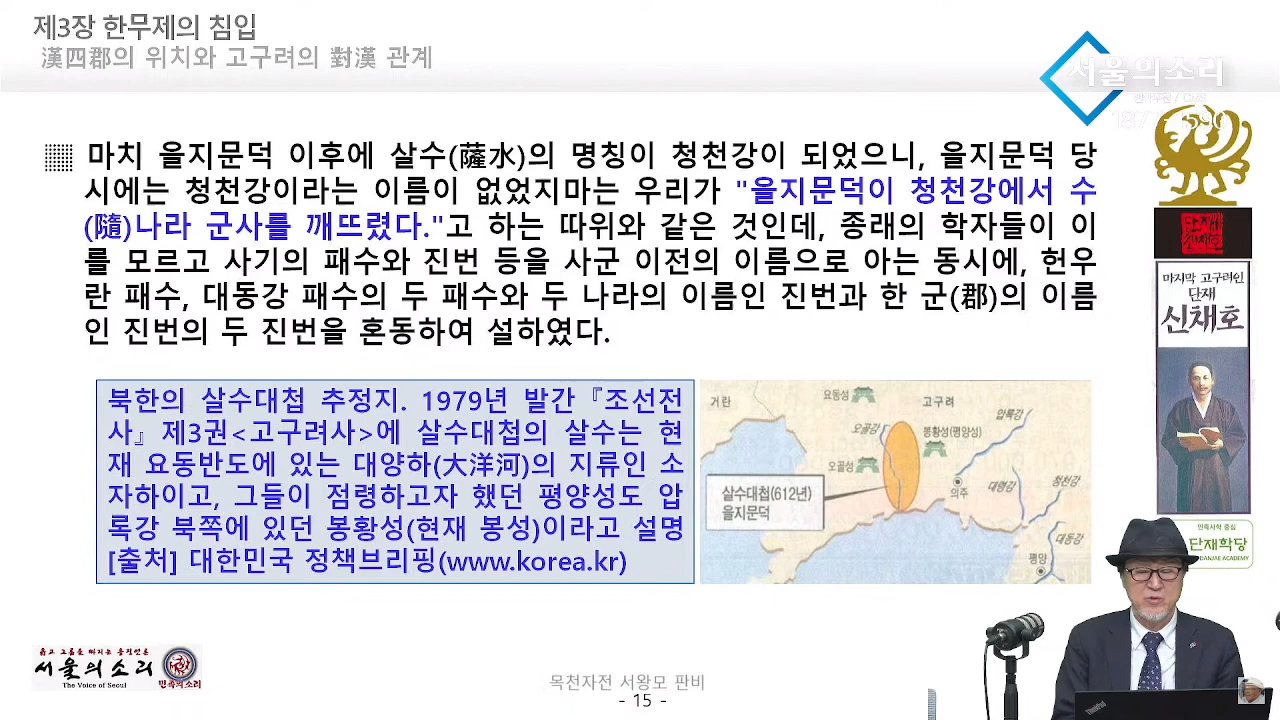 제3장 한무제의 침입
漢四郡의 위치와 고구려의 對漢 관계
서울의소리
마치 을지문덕 이후에 살수(薩水)의 명칭이 청천강이 되었으니, 을지문덕 당
시에는 청천강이라는 이름이 없었지마는 우리가 "을지문덕이 청천강에서 수
(隨)나라 군사를 깨뜨렸다."고 하는 따위와 같은 것인데, 종래의 학자들이 이
를 모르고 사기의 패수와 진번 등을 사군 이전의 이름으로 아는 동시에, 헌우
란 패수, 대동강 패수의 두 패수와 두 나라의 이름인 진번과 한 군(郡)의 이름
인 진번의 두 진번을 혼동하여 설하였다.
북한의 살수대첩 추정지. 1979년 발간『조선전
사』제3권<고구려사>에 살수대첩의 살수는 현
재 요동반도에 있는 대양하(大洋河)의 지류인 소
자하이고, 그들이 점령하고자 했던 평양성도 압
록강 북쪽에 있던 봉황성(현재 봉성)이라고 설명
[출처] 대한민국 정책브리핑(www.korea.kr)
거란
요동성
고구려
압록강
오골강
봉황성(평양성)
오골성
의주
대령강
청천강
살수대첩(612년)
을지문덕
대동강
평양
마지막 고구려인
단재
신채호
민족사학 중심
단재학당
DANJAE ACADEMY
서울의소리
The Voice of Seoul
민족의소리
목천자전 서왕모 판비
- 15 -
ThinkPad